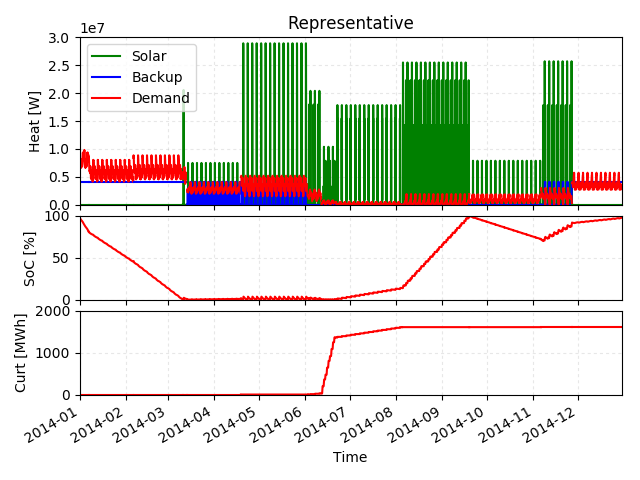 Representative
1e7
Heat [W]
3.0
2.5
2.0
1.5
1.0
0.5
0.0
Solar
Backup
Demand
SoC [%]
100
50
0
Curt [MWh]
2000
1000
0
2014-01
2014-02
2014-03
2014-04
2014-05
2014-06
2014-07
2014-08
2014-09
2014-10
2014-11
2014-12
Time